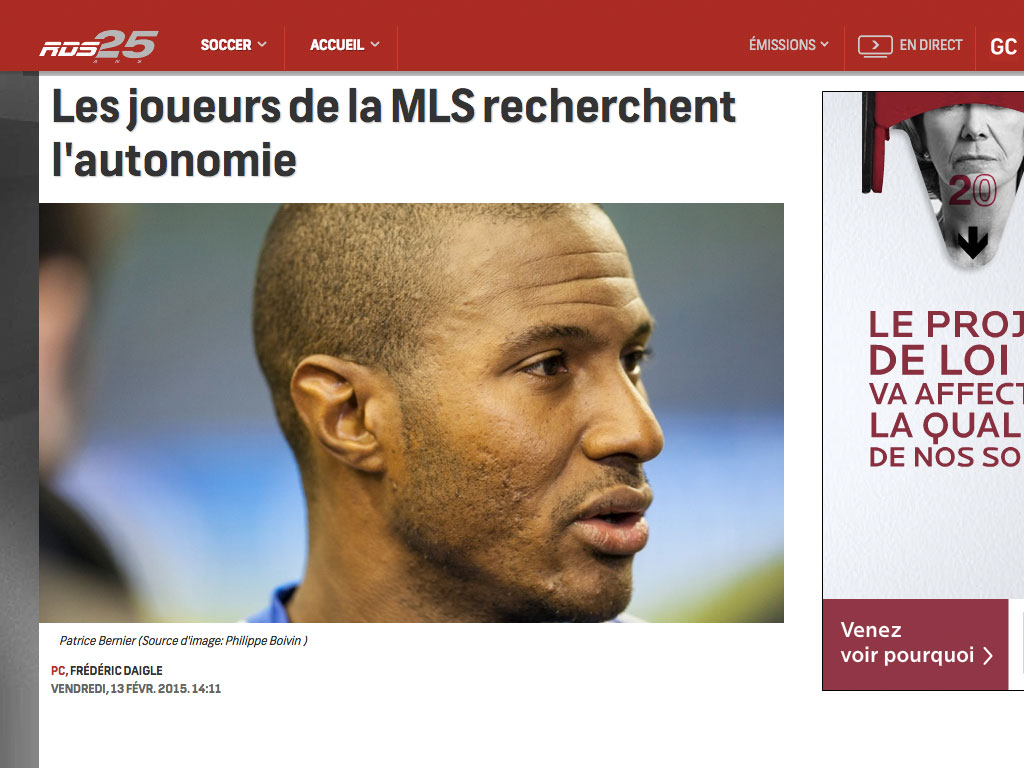 RDS25
ANS
SOCCER
ACCUEIL
ÉMISSIONS
EN DIRECT
GC
Les joueurs de la MLS recherchent
l'autonomie
20
LE PROJ
DE LOI
VA AFFECT
LA QUAL
DE NOS SO
Venez
voir pourquoi
Patrice Bernier (Source d'image: Philippe Boivin )
PC, FRÉDÉRIC DAIGLE
VENDREDI, 13 FÉVR. 2015. 14:11